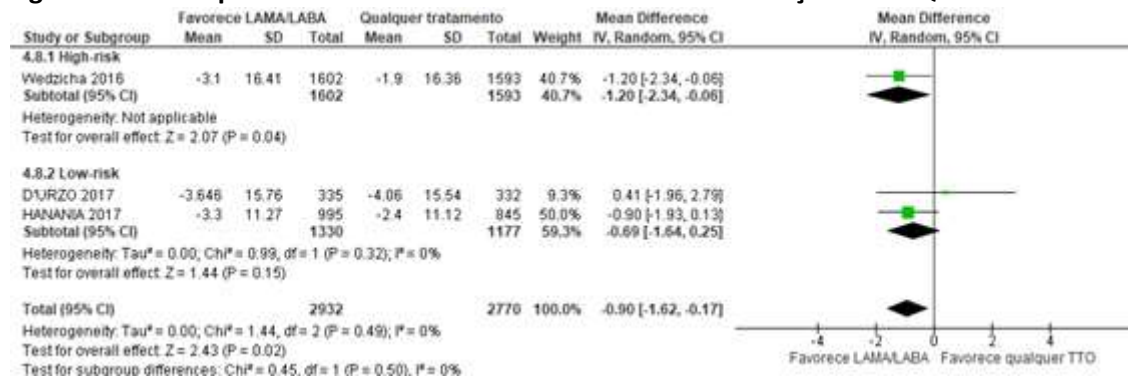 Favorece LAMA/LABA Qualquer tratamento Mean Difference Mean Difference
Study or Subgroup Mean SD Total Mean SD Total Weight IV, Random, 95% CI IV, Random, 95% CI
4.8.1 High-risk
Wedzicha 2016 -3.1 16.41 1602 -1.9 16.36 1593 40.7% -1.20 [-2.34, -0.06]
Subtotal (95% CI) 1602 1593 40.7% -1.20 [-2.34, -0.06]
Heterogeneity: Not applicable
Test for overall effect: Z = 2.07 (P = 0.04)
4.8.2 Low-risk
D'URZO 2017 -3.646 15.76 335 -4.06 15.54 332 9.3% 0.41 [-1.96, 2.79]
HANANIA 2017 -3.3 11.27 995 -2.4 11.12 845 50.0% -0.90 [-1.93, 0.13]
Subtotal (95% CI) 1330 1177 59.3% -0.69 [-1.64, 0.25]
Heterogeneity: Tau² = 0.00; Chi² = 0.99, df = 1 (P = 0.32); I² = 0%
Test for overall effect: Z = 1.44 (P = 0.15)
Total (95% CI) 2932 2770 100.0% -0.90 [-1.62, -0.17]
Heterogeneity: Tau² = 0.00; Chi² = 1.44, df = 2 (P = 0.49); I² = 0%
Test for overall effect: Z = 2.43 (P = 0.02)
Test for subgroup differences: Chi² = 0.45, df = 1 (P = 0.50), I² = 0%
-4 -2 0 2 4
Favorece LAMA/LABA Favorece qualquer TTO